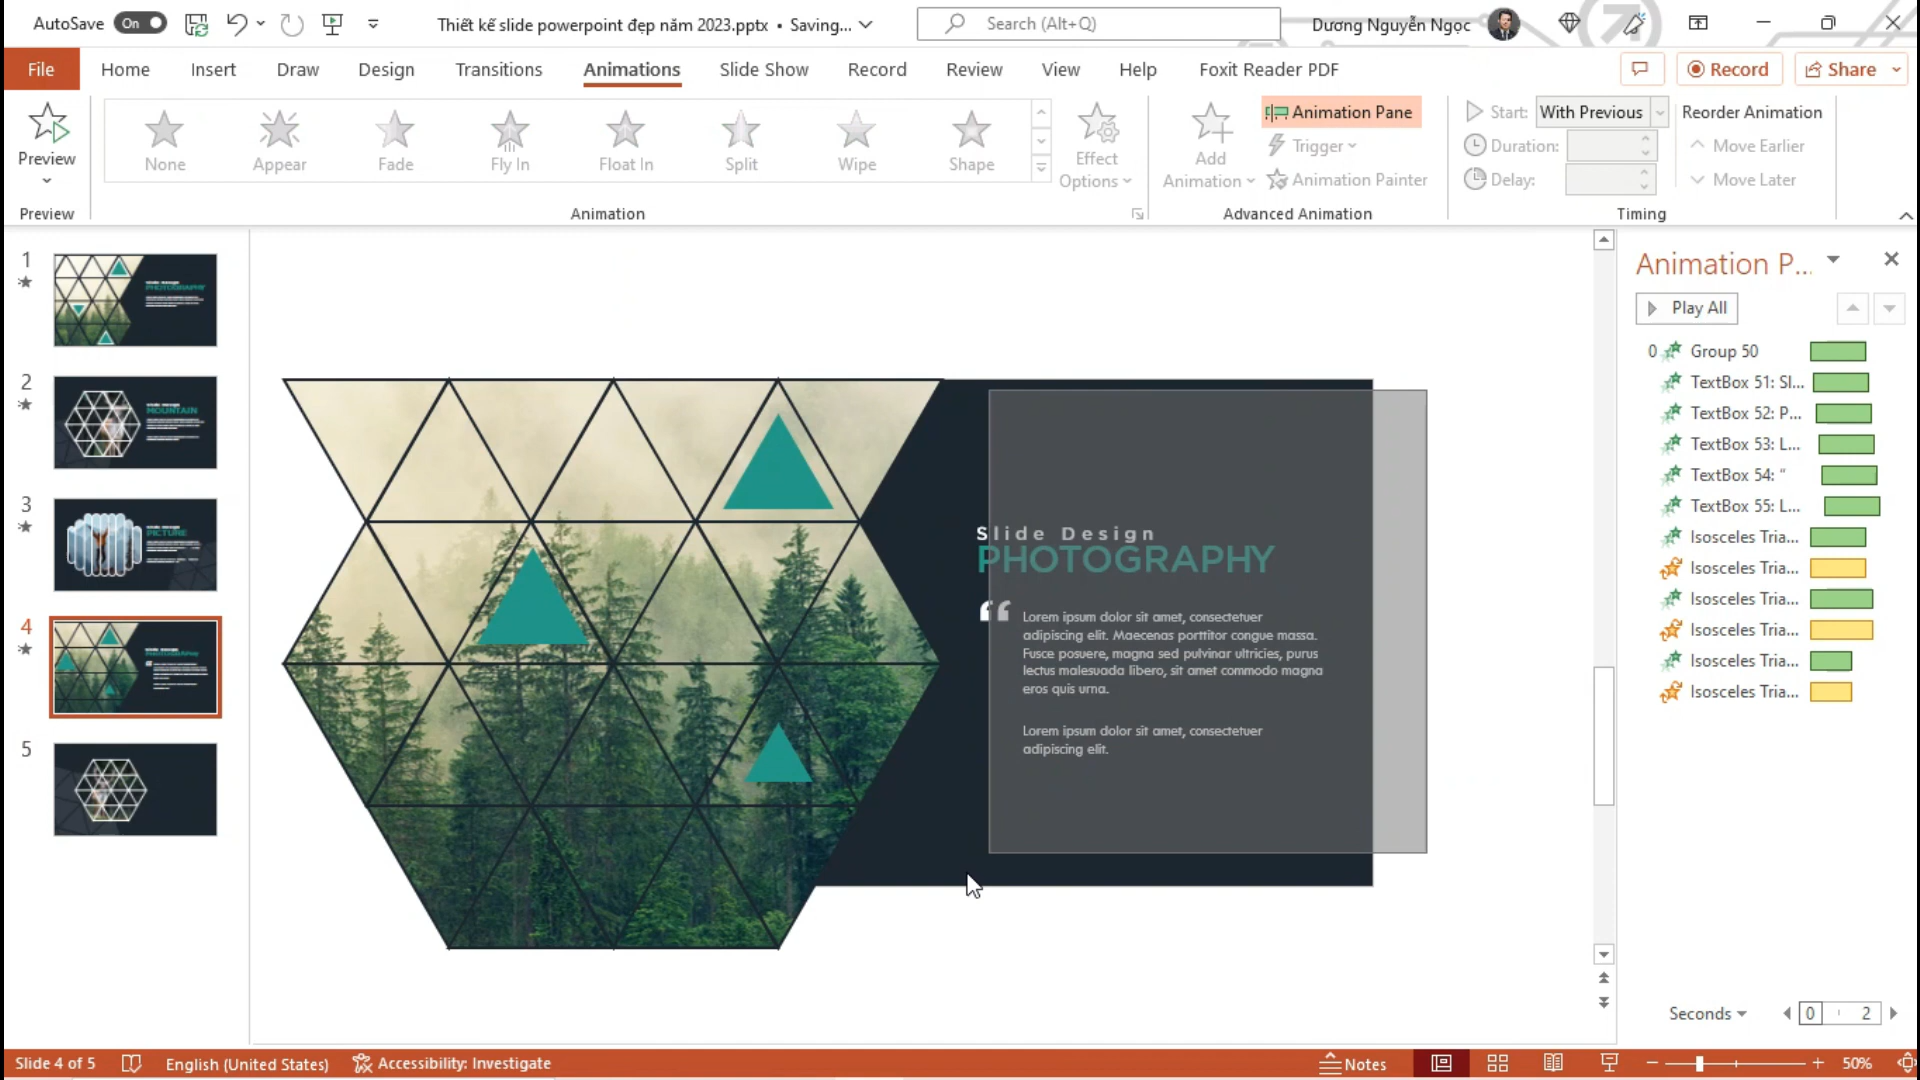 AutoSave On Thiết kế slide powerpoint đẹp năm 2023.pptx • Saving... Search (Alt+Q) Dương Nguyễn Ngọc
File Home Insert Draw Design Transitions Animations Slide Show Record Review View Help Foxit Reader PDF Record Share
Preview
None Appear Fade Fly In Float In Split Wipe Shape
Effect Options
Add Animation
Animation Pane
Trigger
Animation Painter
Start: With Previous
Duration:
Delay:
Reorder Animation
Move Earlier
Move Later
Preview Animation Advanced Animation Timing
1
2
MOUNTAIN
3
PICTURE
4
5
Slide Design
PHOTOGRAPHY
“
Lorem ipsum dolor sit amet, consectetuer
adipiscing elit. Maecenas porttitor congue massa.
Fusce posuere, magna sed pulvinar ultricies, purus
lectus malesuada libero, sit amet commodo magna
eros quis urna.
Lorem ipsum dolor sit amet, consectetuer
adipiscing elit.
Animation P...
Play All
0 Group 50
TextBox 51: Sl...
TextBox 52: P...
TextBox 53: L...
TextBox 54: “
TextBox 55: L...
Isosceles Tria...
Isosceles Tria...
Isosceles Tria...
Isosceles Tria...
Isosceles Tria...
Isosceles Tria...
Seconds 0 2
Slide 4 of 5 English (United States) Accessibility: Investigate Notes 50%